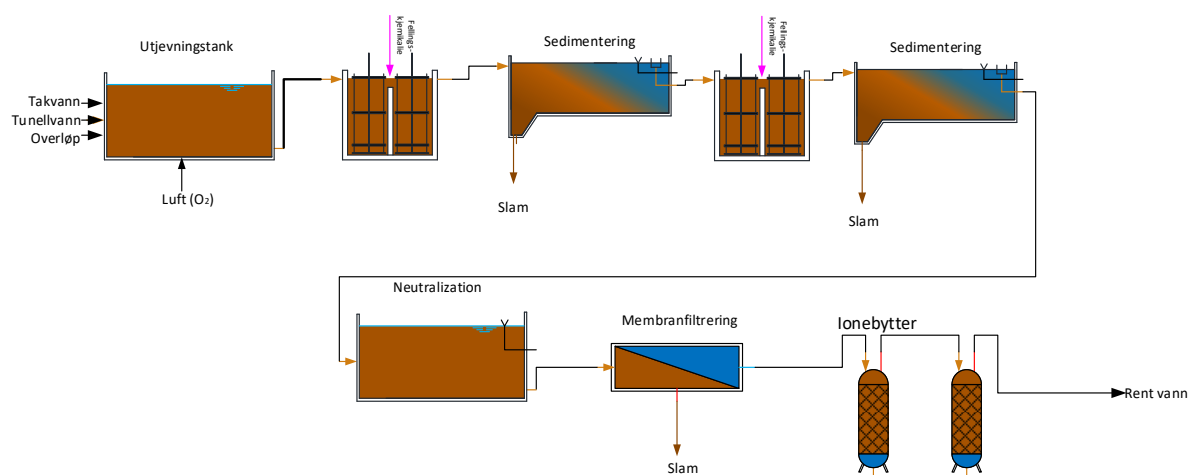 Utjevningstank
Takvann
Tunellvann
Overløp
Luft (O₂)
Fellings-
kjemikalie
Sedimentering
Slam
Fellings-
kjemikalie
Sedimentering
Slam
Neutralization
Membranfiltrering
Slam
Ionebytter
Rent vann